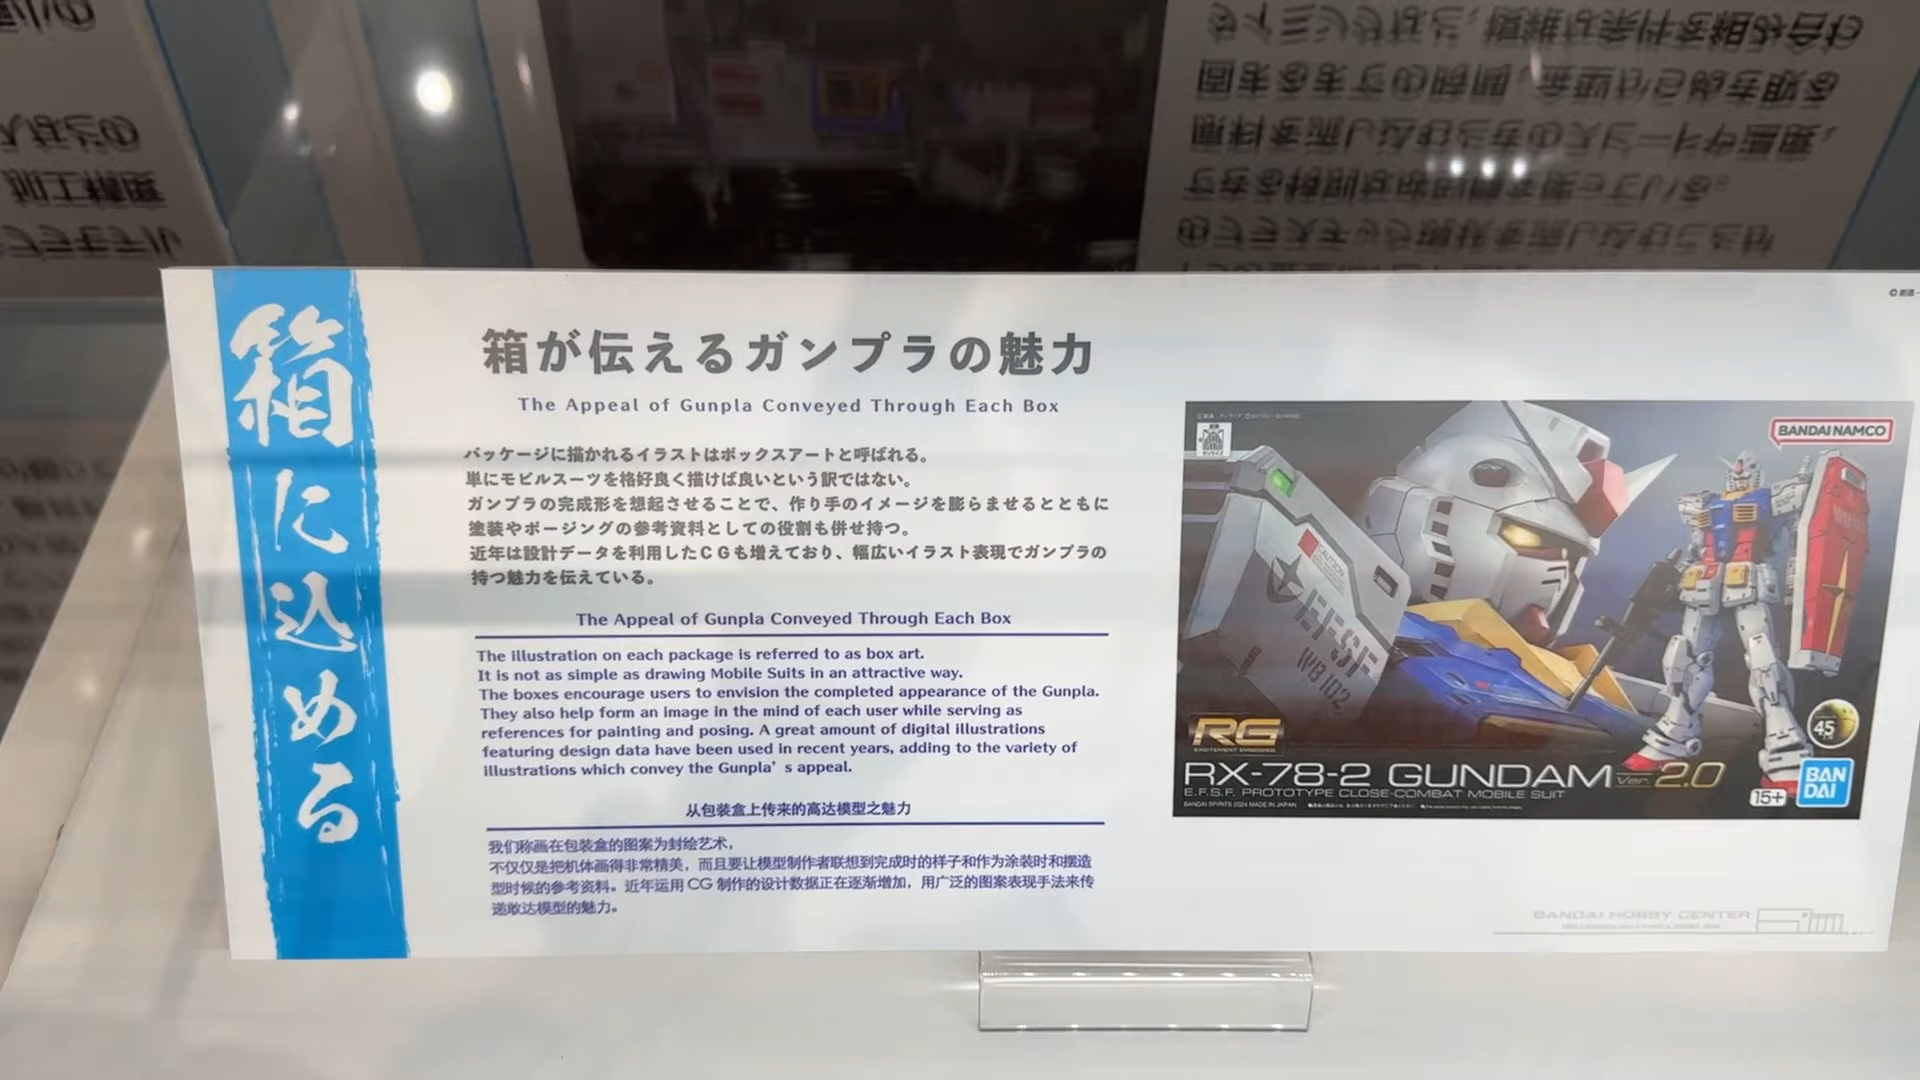 箱に込める
箱が伝えるガンプラの魅力
The Appeal of Gunpla Conveyed Through Each Box
パッケージに描かれるイラストはボックスアートと呼ばれる。
単にモビルスーツを格好良く描けば良いという訳ではない。
ガンプラの完成形を想起させることで、作り手のイメージを膨らませるとともに
塗装やポージングの参考資料としての役割も併せ持つ。
近年は設計データを利用したCGも増えており、幅広いイラスト表現でガンプラの
持つ魅力を伝えている。
The Appeal of Gunpla Conveyed Through Each Box
The illustration on each package is referred to as box art.
It is not as simple as drawing Mobile Suits in an attractive way.
The boxes encourage users to envision the completed appearance of the Gunpla.
They also help form an image in the mind of each user while serving as
references for painting and posing. A great amount of digital illustrations
featuring design data have been used in recent years, adding to the variety of
illustrations which convey the Gunpla's appeal.
从包装盒上传来的高达模型之魅力
我们称画在包装盒的图案为封绘艺术，
不仅仅是把机体画得非常精美，而且要让模型制作者联想到完成时的样子和作为涂装时和摆造
型时候的参考资料。近年运用 CG 制作的设计数据正在逐渐增加，用广泛的图案表现手法来传
递敢达模型的魅力。
BANDAI NAMCO
CAUTION
EFSF
WB 102
RG
RX-78-2 GUNDAM Ver. 2.0
E.F.S.F. PROTOTYPE CLOSE-COMBAT MOBILE SUIT
45
15+
BAN
DAI
BANDAI HOBBY CENTER